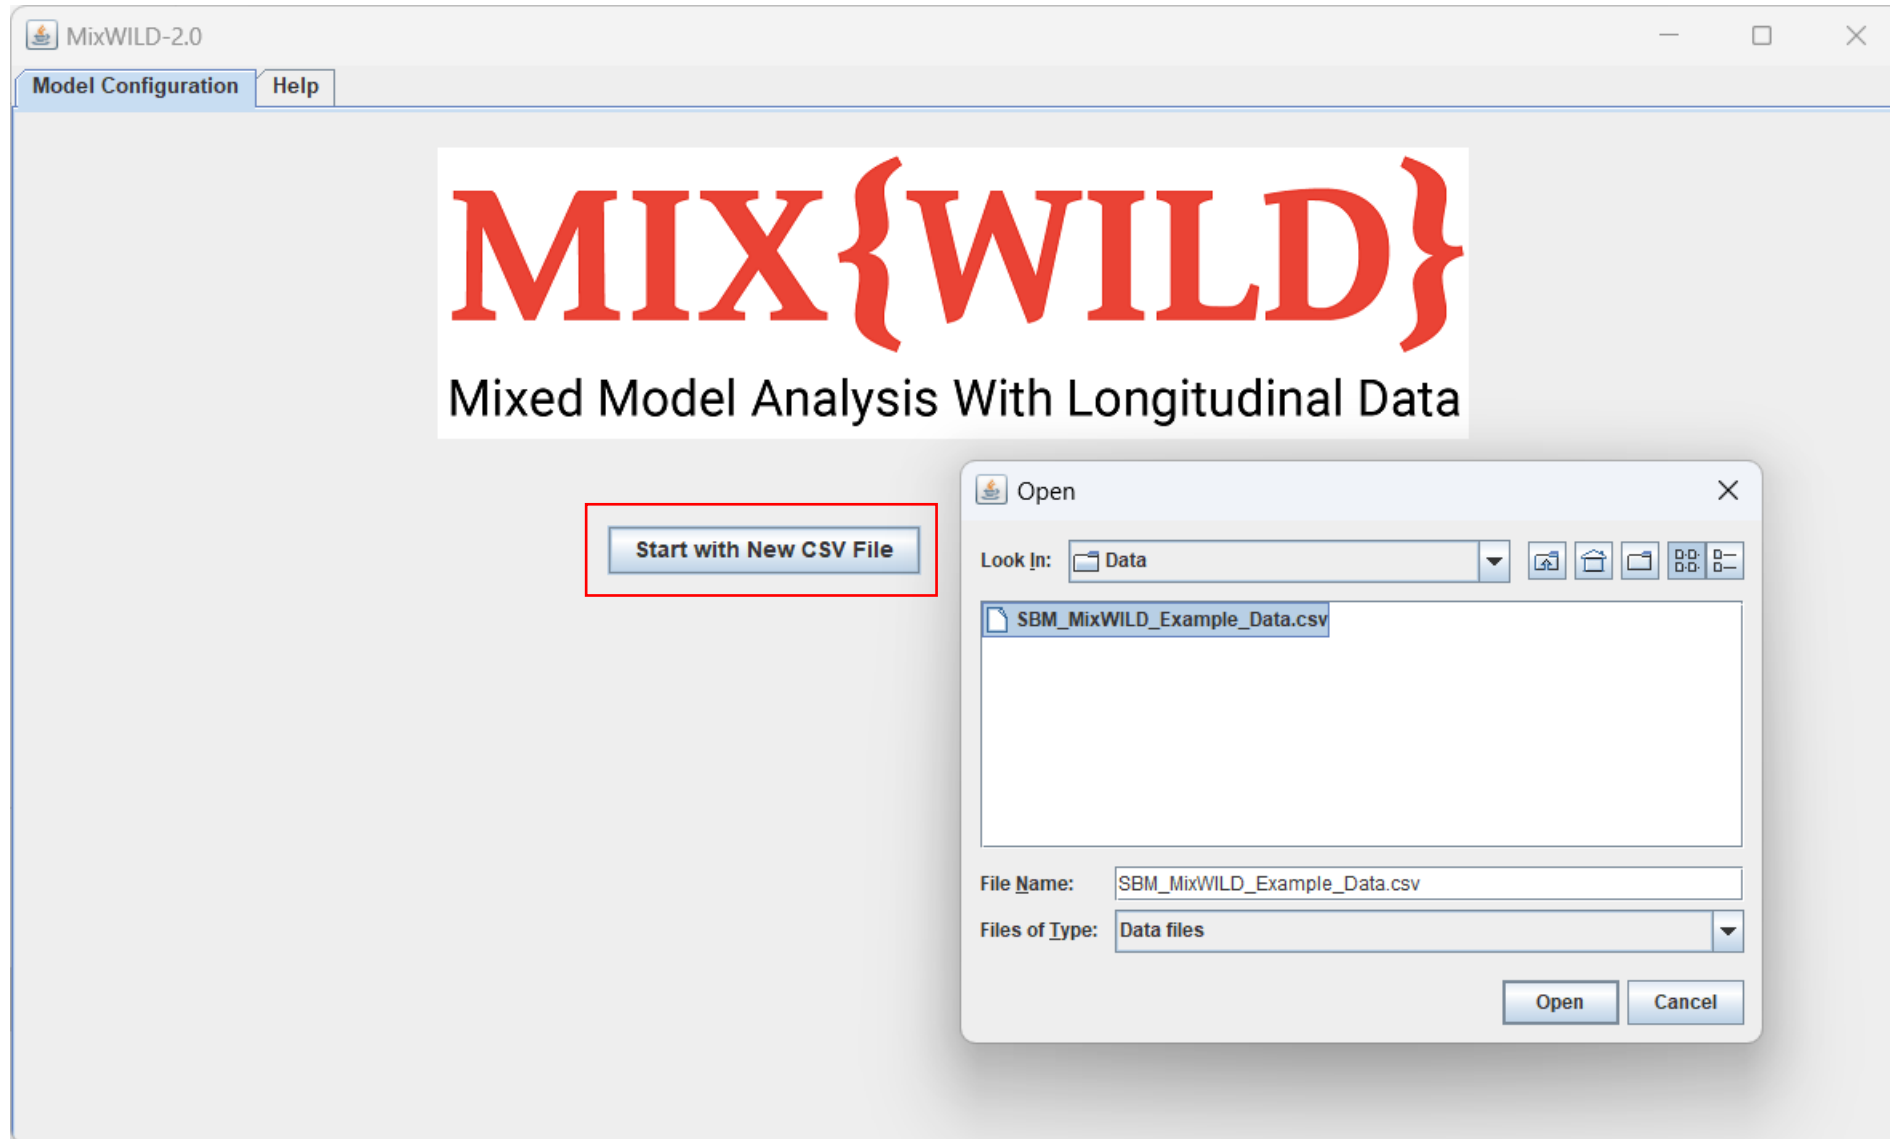 MixWILD-2.0
Model Configuration Help
MIX{WILD}
Mixed Model Analysis With Longitudinal Data
Start with New CSV File
Open
Look In: Data
SBM_MixWILD_Example_Data.csv
File Name: SBM_MixWILD_Example_Data.csv
Files of Type: Data files
Open Cancel